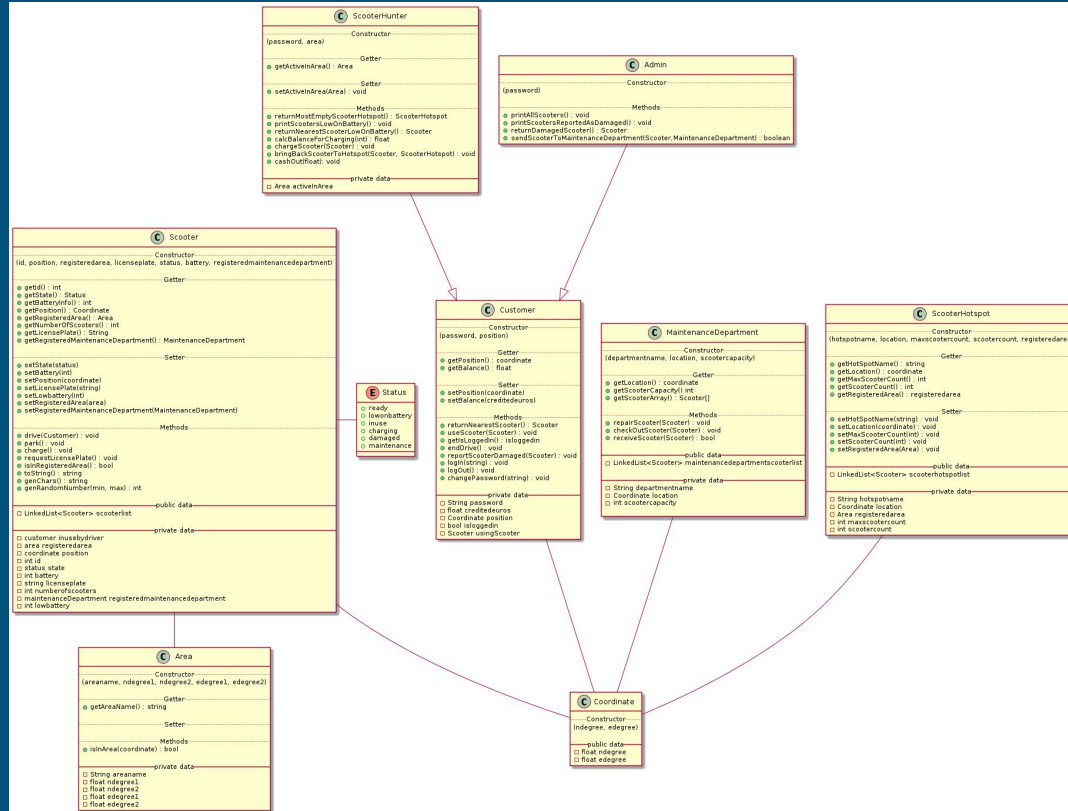 C ScooterHunter
Constructor
(password, area)
Getter
getActiveInArea() : Area
Setter
setActiveInArea(Area) : void
Methods
returnMostEmptyScooterHotspot() : ScooterHotspot
printScootersLowOnBattery() : void
returnNearestScooterLowOnBattery() : Scooter
calcBalanceForCharging(int) : float
chargeScooter(Scooter) : void
bringBackScooterToHotspot(Scooter, ScooterHotspot) : void
cashOut(float): void
private data
Area activeInArea
C Admin
Constructor
(password)
Methods
printAllScooters() : void
printScootersReportedAsDamaged() : void
returnDamagedScooter() : Scooter
sendScooterToMaintenanceDepartment(Scooter,MaintenanceDepartment) : boolean
C Scooter
Constructor
(id, position, registeredarea, licenseplate, status, battery, registeredmaintenancedepartment)
Getter
getId() : int
getState() : Status
getBatteryInfo() : int
getPosition() : Coordinate
getRegisteredArea() : Area
getNumberOfScooters() : int
getLicensePlate() : String
getRegisteredMaintenanceDepartment() : MaintenanceDepartment
Setter
setState(status)
setBattery(int)
setPosition(coordinate)
setLicensePlate(string)
setLowbattery(int)
setRegisteredArea(area)
setRegisteredMaintenanceDepartment(MaintenanceDepartment)
Methods
drive(Customer) : void
park() : void
charge() : void
requestLicensePlate() : void
isInRegisteredArea() : bool
toString() : string
genChars() : string
genRandomNumber(min, max) : int
public data
LinkedList<Scooter> scooterlist
private data
customer inusebydriver
area registeredarea
coordinate position
int id
status state
int battery
string licenseplate
int numberofscooters
maintenanceDepartment registeredmaintenancedepartment
int lowbattery
E Status
ready
lowonbattery
inuse
charging
damaged
maintenance
C Customer
Constructor
(password, position)
Getter
getPosition() : coordinate
getBalance() : float
Setter
setPosition(coordinate)
setBalance(creditedeuros)
Methods
returnNearestScooter() : Scooter
useScooter(Scooter) : void
getIsLoggedIn() : isloggedin
endDrive() : void
reportScooterDamaged(Scooter) : void
logIn(string) : void
logOut() : void
changePassword(string) : void
private data
String password
float creditedeuros
Coordinate position
bool isloggedin
Scooter usingScooter
C MaintenanceDepartment
Constructor
(departmentname, location, scootercapacity)
Getter
getLocation() : coordinate
getScooterCapacity() int
getScooterArray() : Scooter[]
Methods
repairScooter(Scooter) : void
checkOutScooter(Scooter) : void
receiveScooter(Scooter) : bool
public data
LinkedList<Scooter> maintenancedepartmentscooterlist
private data
String departmentname
Coordinate location
int scootercapacity
C ScooterHotspot
Constructor
(hotspotname, location, maxscootercount, scootercount, registeredarea
Getter
getHotSpotName() : string
getLocation() : coordinate
getMaxScooterCount() : int
getScooterCount() : int
getRegisteredArea() : registeredarea
Setter
setHotSpotName(string) : void
setLocation(coordinate) : void
setMaxScooterCount(int) : void
setScooterCount(int) : void
setRegisteredArea(Area) : void
public data
LinkedList<Scooter> scooterhotspotlist
private data
String hotspotname
Coordinate location
Area registeredarea
int maxscootercount
int scootercount
C Area
Constructor
(areaname, ndegree1, ndegree2, edegree1, edegree2)
Getter
getAreaName() : string
Setter
Methods
isInArea(coordinate) : bool
private data
String areaname
float ndegree1
float ndegree2
float edegree1
float edegree2
C Coordinate
Constructor
(ndegree, edegree)
public data
float ndegree
float edegree